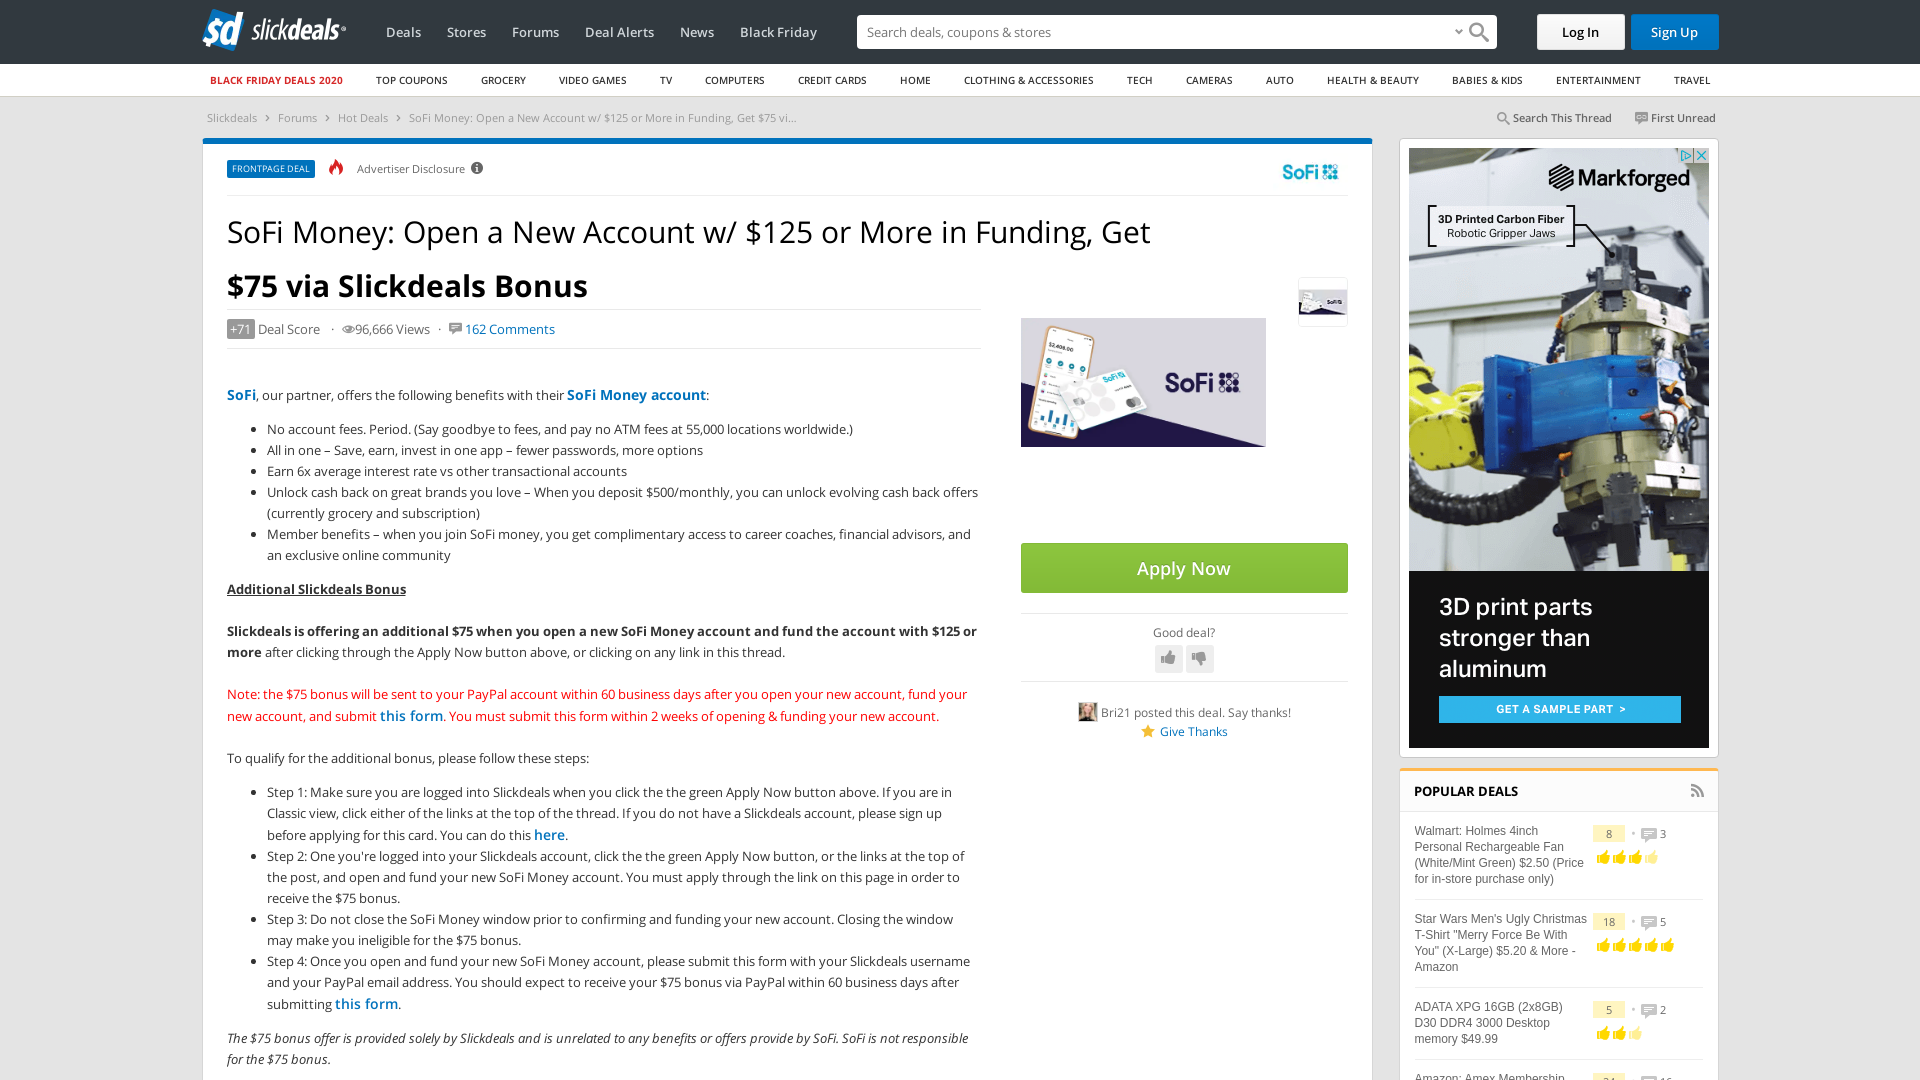 slickdeals
Deals
Stores
Forums
Deal Alerts
News
Black Friday
Search deals, coupons & stores
Log In
Sign Up
BLACK FRIDAY DEALS 2020
TOP COUPONS
GROCERY
VIDEO GAMES
TV
COMPUTERS
CREDIT CARDS
HOME
CLOTHING & ACCESSORIES
TECH
CAMERAS
AUTO
HEALTH & BEAUTY
BABIES & KIDS
ENTERTAINMENT
TRAVEL
Slickdeals > Forums > Hot Deals > SoFi Money: Open a New Account w/ $125 or More in Funding, Get $75 vi...
Search This Thread
First Unread
FRONTPAGE DEAL
Advertiser Disclosure
SoFi
SoFi Money: Open a New Account w/ $125 or More in Funding, Get
$75 via Slickdeals Bonus
+71 Deal Score · 96,666 Views · 162 Comments
SoFi, our partner, offers the following benefits with their SoFi Money account:
• No account fees. Period. (Say goodbye to fees, and pay no ATM fees at 55,000 locations worldwide.)
• All in one – Save, earn, invest in one app – fewer passwords, more options
• Earn 6x average interest rate vs other transactional accounts
• Unlock cash back on great brands you love – When you deposit $500/monthly, you can unlock evolving cash back offers
(currently grocery and subscription)
• Member benefits – when you join SoFi money, you get complimentary access to career coaches, financial advisors, and
an exclusive online community
Additional Slickdeals Bonus
Slickdeals is offering an additional $75 when you open a new SoFi Money account and fund the account with $125 or
more after clicking through the Apply Now button above, or clicking on any link in this thread.
Note: the $75 bonus will be sent to your PayPal account within 60 business days after you open your new account, fund your
new account, and submit this form. You must submit this form within 2 weeks of opening & funding your new account.
To qualify for the additional bonus, please follow these steps:
• Step 1: Make sure you are logged into Slickdeals when you click the the green Apply Now button above. If you are in
Classic view, click either of the links at the top of the thread. If you do not have a Slickdeals account, please sign up
before applying for this card. You can do this here.
• Step 2: One you're logged into your Slickdeals account, click the the green Apply Now button, or the links at the top of
the post, and open and fund your new SoFi Money account. You must apply through the link on this page in order to
receive the $75 bonus.
• Step 3: Do not close the SoFi Money window prior to confirming and funding your new account. Closing the window
may make you ineligible for the $75 bonus.
• Step 4: Once you open and fund your new SoFi Money account, please submit this form with your Slickdeals username
and your PayPal email address. You should expect to receive your $75 bonus via PayPal within 60 business days after
submitting this form.
The $75 bonus offer is provided solely by Slickdeals and is unrelated to any benefits or offers provide by SoFi. SoFi is not responsible
for the $75 bonus.
$2,408.00
SoFi
SoFi
Apply Now
Good deal?
Bri21 posted this deal. Say thanks!
Give Thanks
Markforged
3D Printed Carbon Fiber
Robotic Gripper Jaws
3D print parts
stronger than
aluminum
GET A SAMPLE PART >
POPULAR DEALS
Walmart: Holmes 4inch
Personal Rechargeable Fan
(White/Mint Green) $2.50 (Price
for in-store purchase only)
8 • 3
Star Wars Men's Ugly Christmas
T-Shirt "Merry Force Be With
You" (X-Large) $5.20 & More -
Amazon
18 • 5
ADATA XPG 16GB (2x8GB)
D30 DDR4 3000 Desktop
memory $49.99
5 • 2
Amazon: Amex Membership